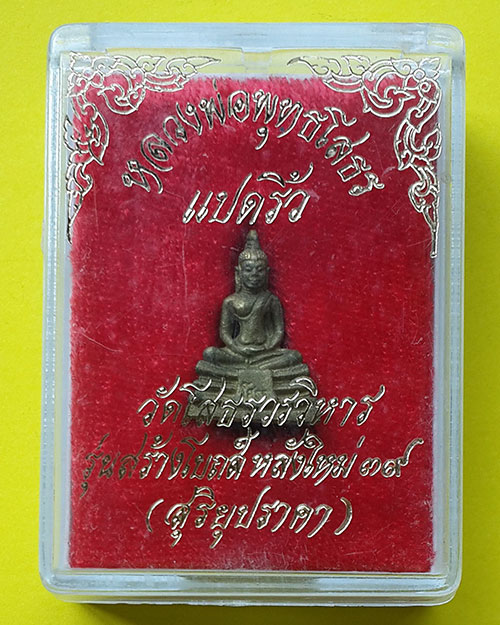 หลวงพ่อพุทธโสธร
แปดริ้ว
วัดโสธรวรวิหาร
รุ่นสร้างโบถส์ หลังใหม่ ๓๙
(สุริยุปราคา)